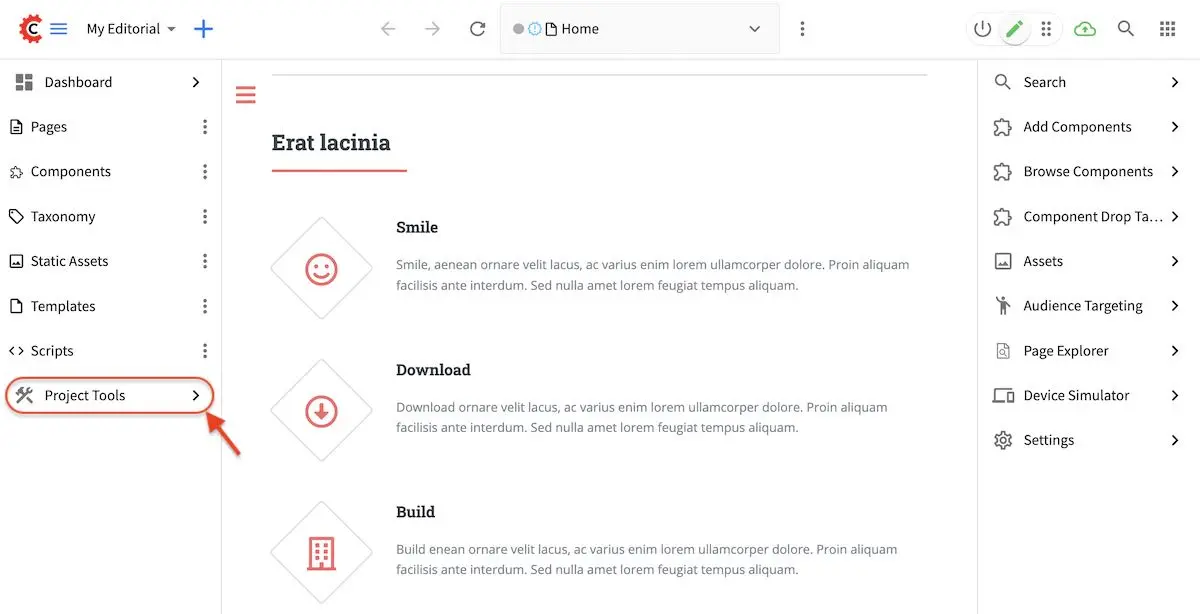 My Editorial
Home
Dashboard
Pages
Components
Taxonomy
Static Assets
Templates
Scripts
Project Tools
Erat lacinia
Smile
Smile, aenean ornare velit lacus, ac varius enim lorem ullamcorper dolore. Proin aliquam
facilisis ante interdum. Sed nulla amet lorem feugiat tempus aliquam.
Download
Download ornare velit lacus, ac varius enim lorem ullamcorper dolore. Proin aliquam
facilisis ante interdum. Sed nulla amet lorem feugiat tempus aliquam.
Build
Build enean ornare velit lacus, ac varius enim lorem ullamcorper dolore. Proin aliquam
facilisis ante interdum. Sed nulla amet lorem feugiat tempus aliquam.
Search
Add Components
Browse Components
Component Drop Ta...
Assets
Audience Targeting
Page Explorer
Device Simulator
Settings